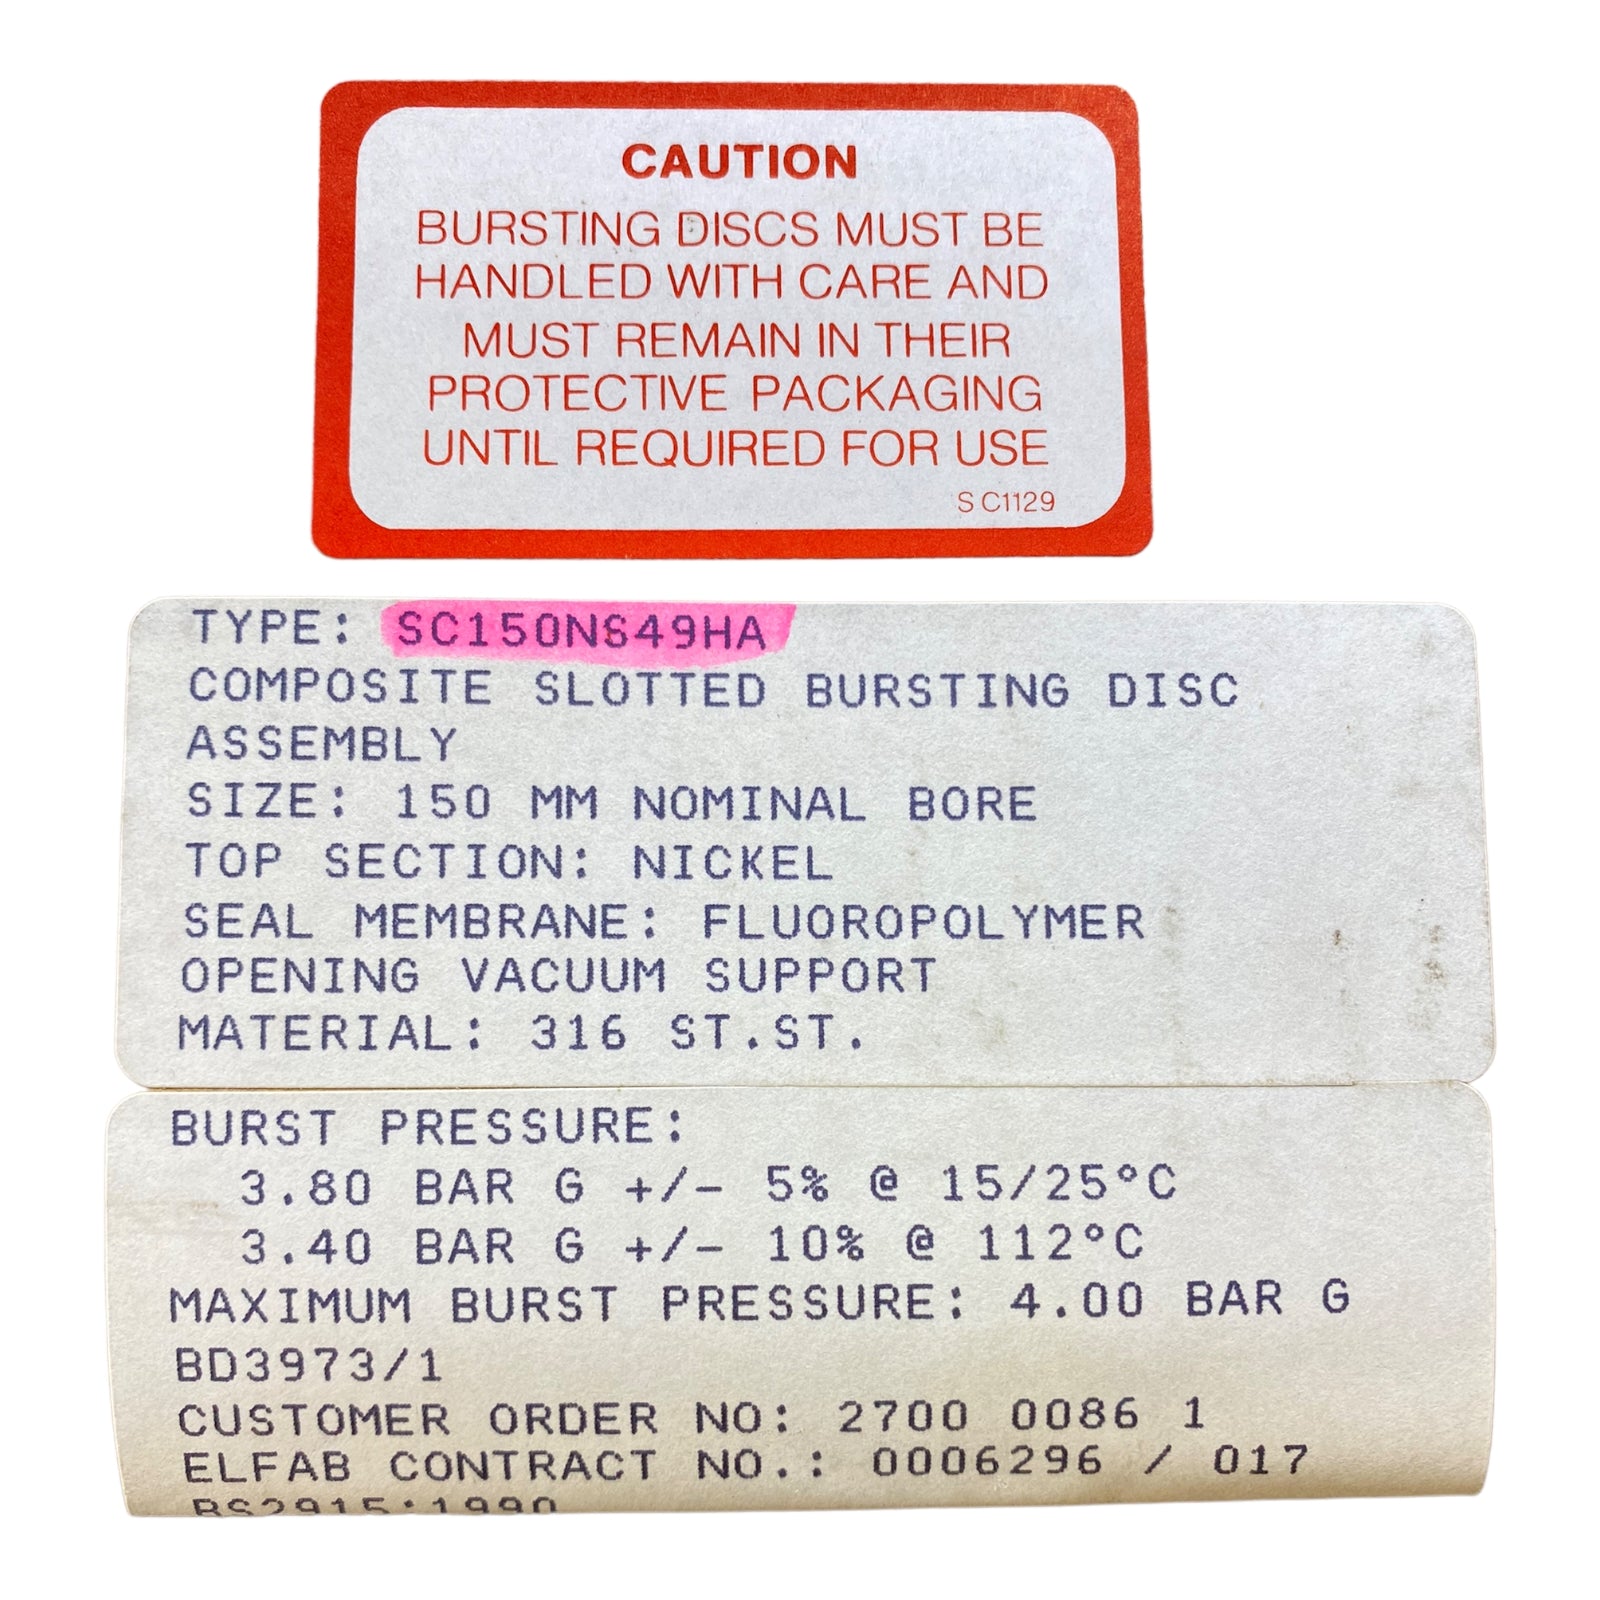 CAUTION
BURSTING DISCS MUST BE
HANDLED WITH CARE AND
MUST REMAIN IN THEIR
PROTECTIVE PACKAGING
UNTIL REQUIRED FOR USE
S C1129
TYPE: SC150NS49HA
COMPOSITE SLOTTED BURSTING DISC
ASSEMBLY
SIZE: 150 MM NOMINAL BORE
TOP SECTION: NICKEL
SEAL MEMBRANE: FLUOROPOLYMER
OPENING VACUUM SUPPORT
MATERIAL: 316 ST.ST.
BURST PRESSURE:
3.80 BAR G +/- 5% @ 15/25°C
3.40 BAR G +/- 10% @ 112°C
MAXIMUM BURST PRESSURE: 4.00 BAR G
BD3973/1
CUSTOMER ORDER NO: 2700 0086 1
ELFAB CONTRACT NO.: 0006296 / 017
BS2915:1990